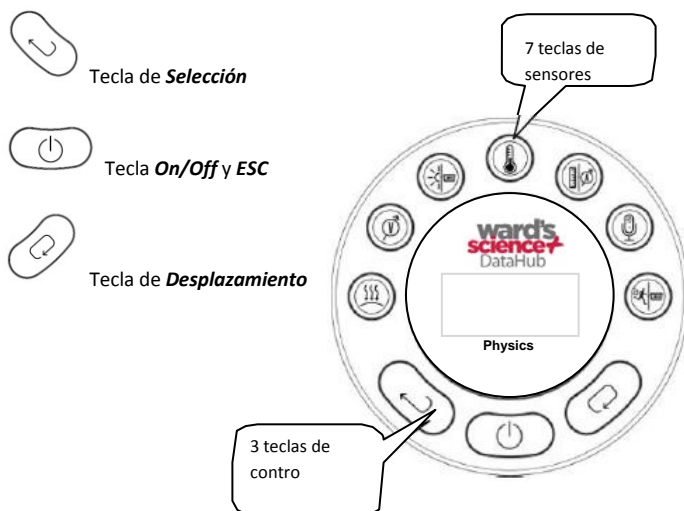 Tecla de Selección
Tecla On/Off y ESC
Tecla de Desplazamiento
7 teclas de
sensores
ward's
science+
DataHub
Physics
3 teclas de
contro